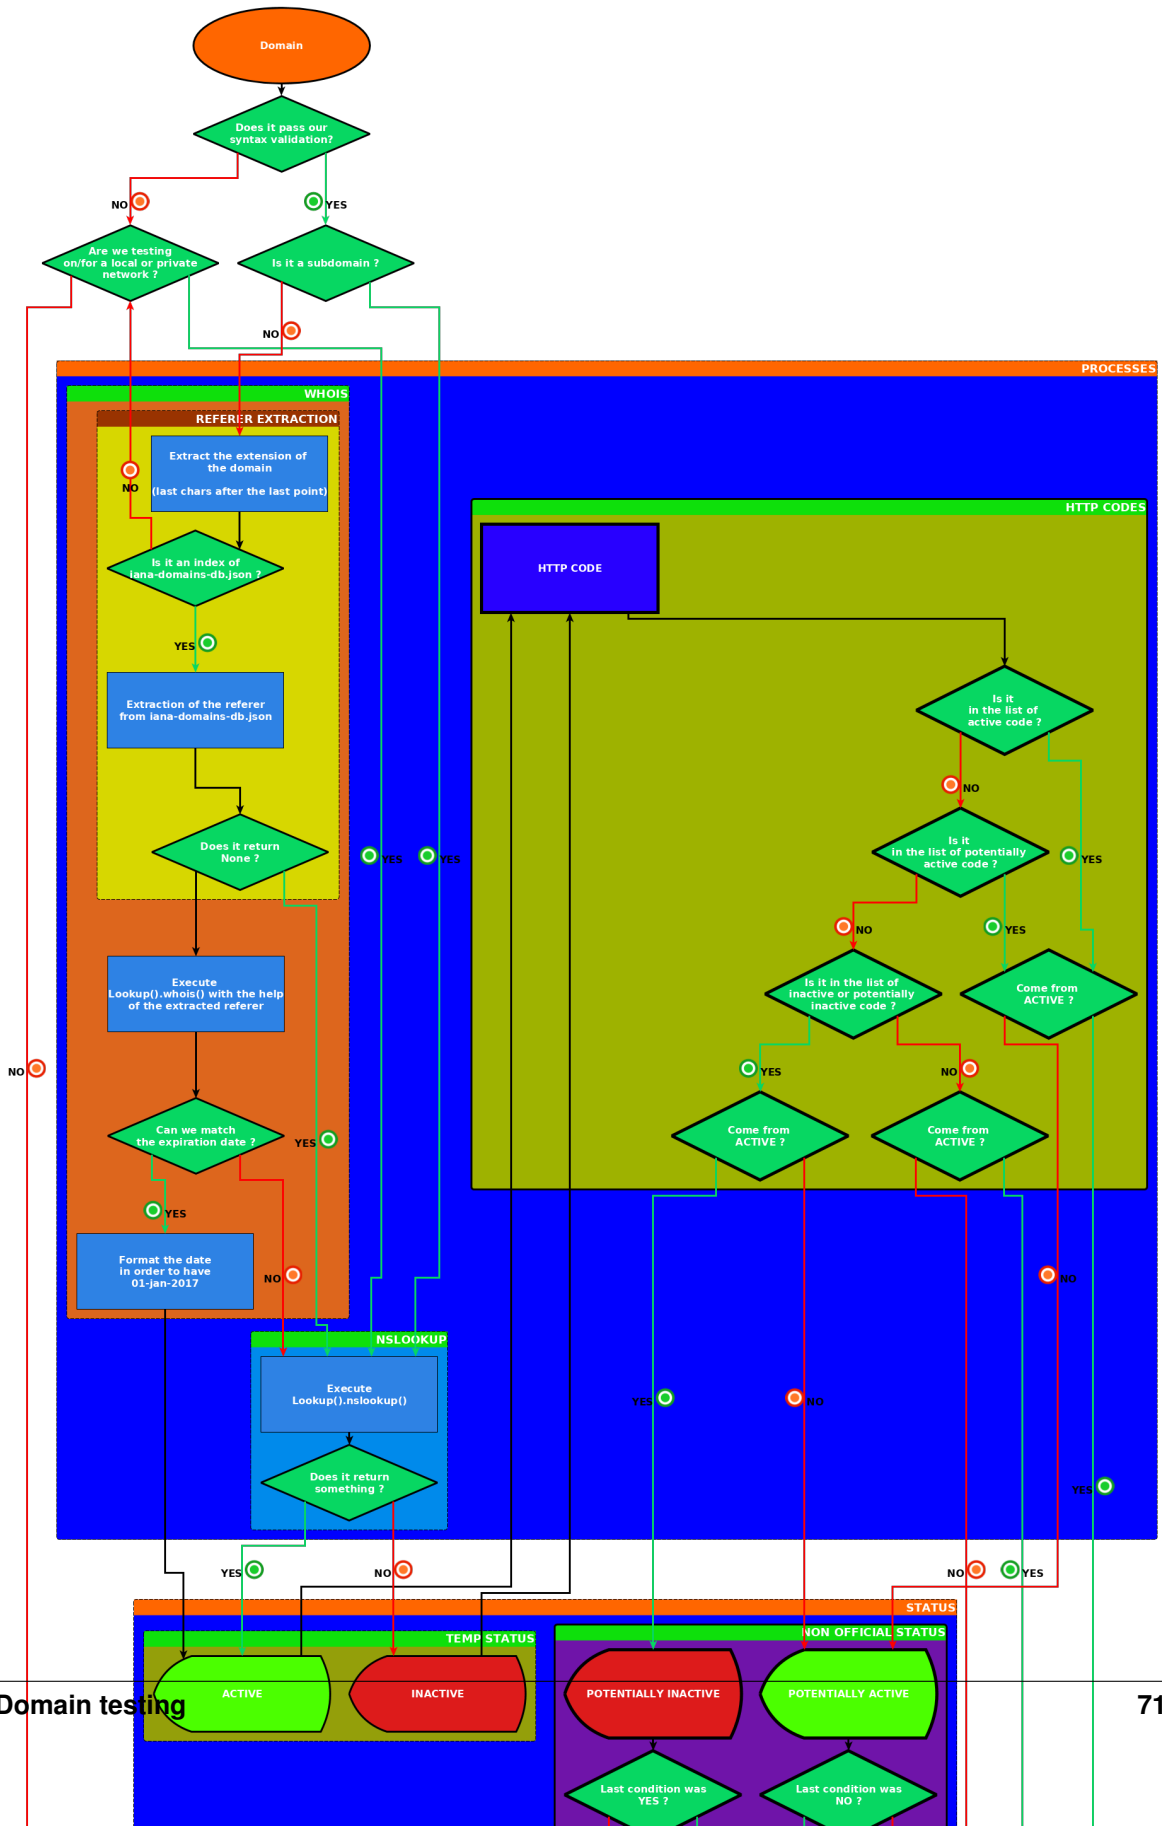 Domain
Does it pass our
syntax validation?
NO
YES
Are we testing
on/for a local or private
network ?
Is it a subdomain ?
NO
PROCESSES
WHOIS
REFERER EXTRACTION
Extract the extension of
the domain
(last chars after the last point)
NO
HTTP CODES
HTTP CODE
Is it an index of
iana-domains-db.json ?
YES
Extraction of the referer
from iana-domains-db.json
Is it
in the list of
active code ?
NO
Does it return
None ?
YES
YES
Is it
in the list of potentially
active code ?
YES
NO
YES
Execute
Lookup().whois() with the help
of the extracted referer
Is it in the list of
inactive or potentially
inactive code ?
Come from
ACTIVE ?
NO
YES
NO
Can we match
the expiration date ?
YES
Come from
ACTIVE ?
Come from
ACTIVE ?
YES
Format the date
in order to have
01-jan-2017
NO
NO
NSLOOKUP
Execute
Lookup().nslookup()
YES
NO
Does it return
something ?
YES
YES
NO
NO
YES
STATUS
TEMP STATUS
NON OFFICIAL STATUS
ACTIVE
INACTIVE
POTENTIALLY INACTIVE
POTENTIALLY ACTIVE
Domain testing
71
Last condition was
YES ?
Last condition was
NO ?